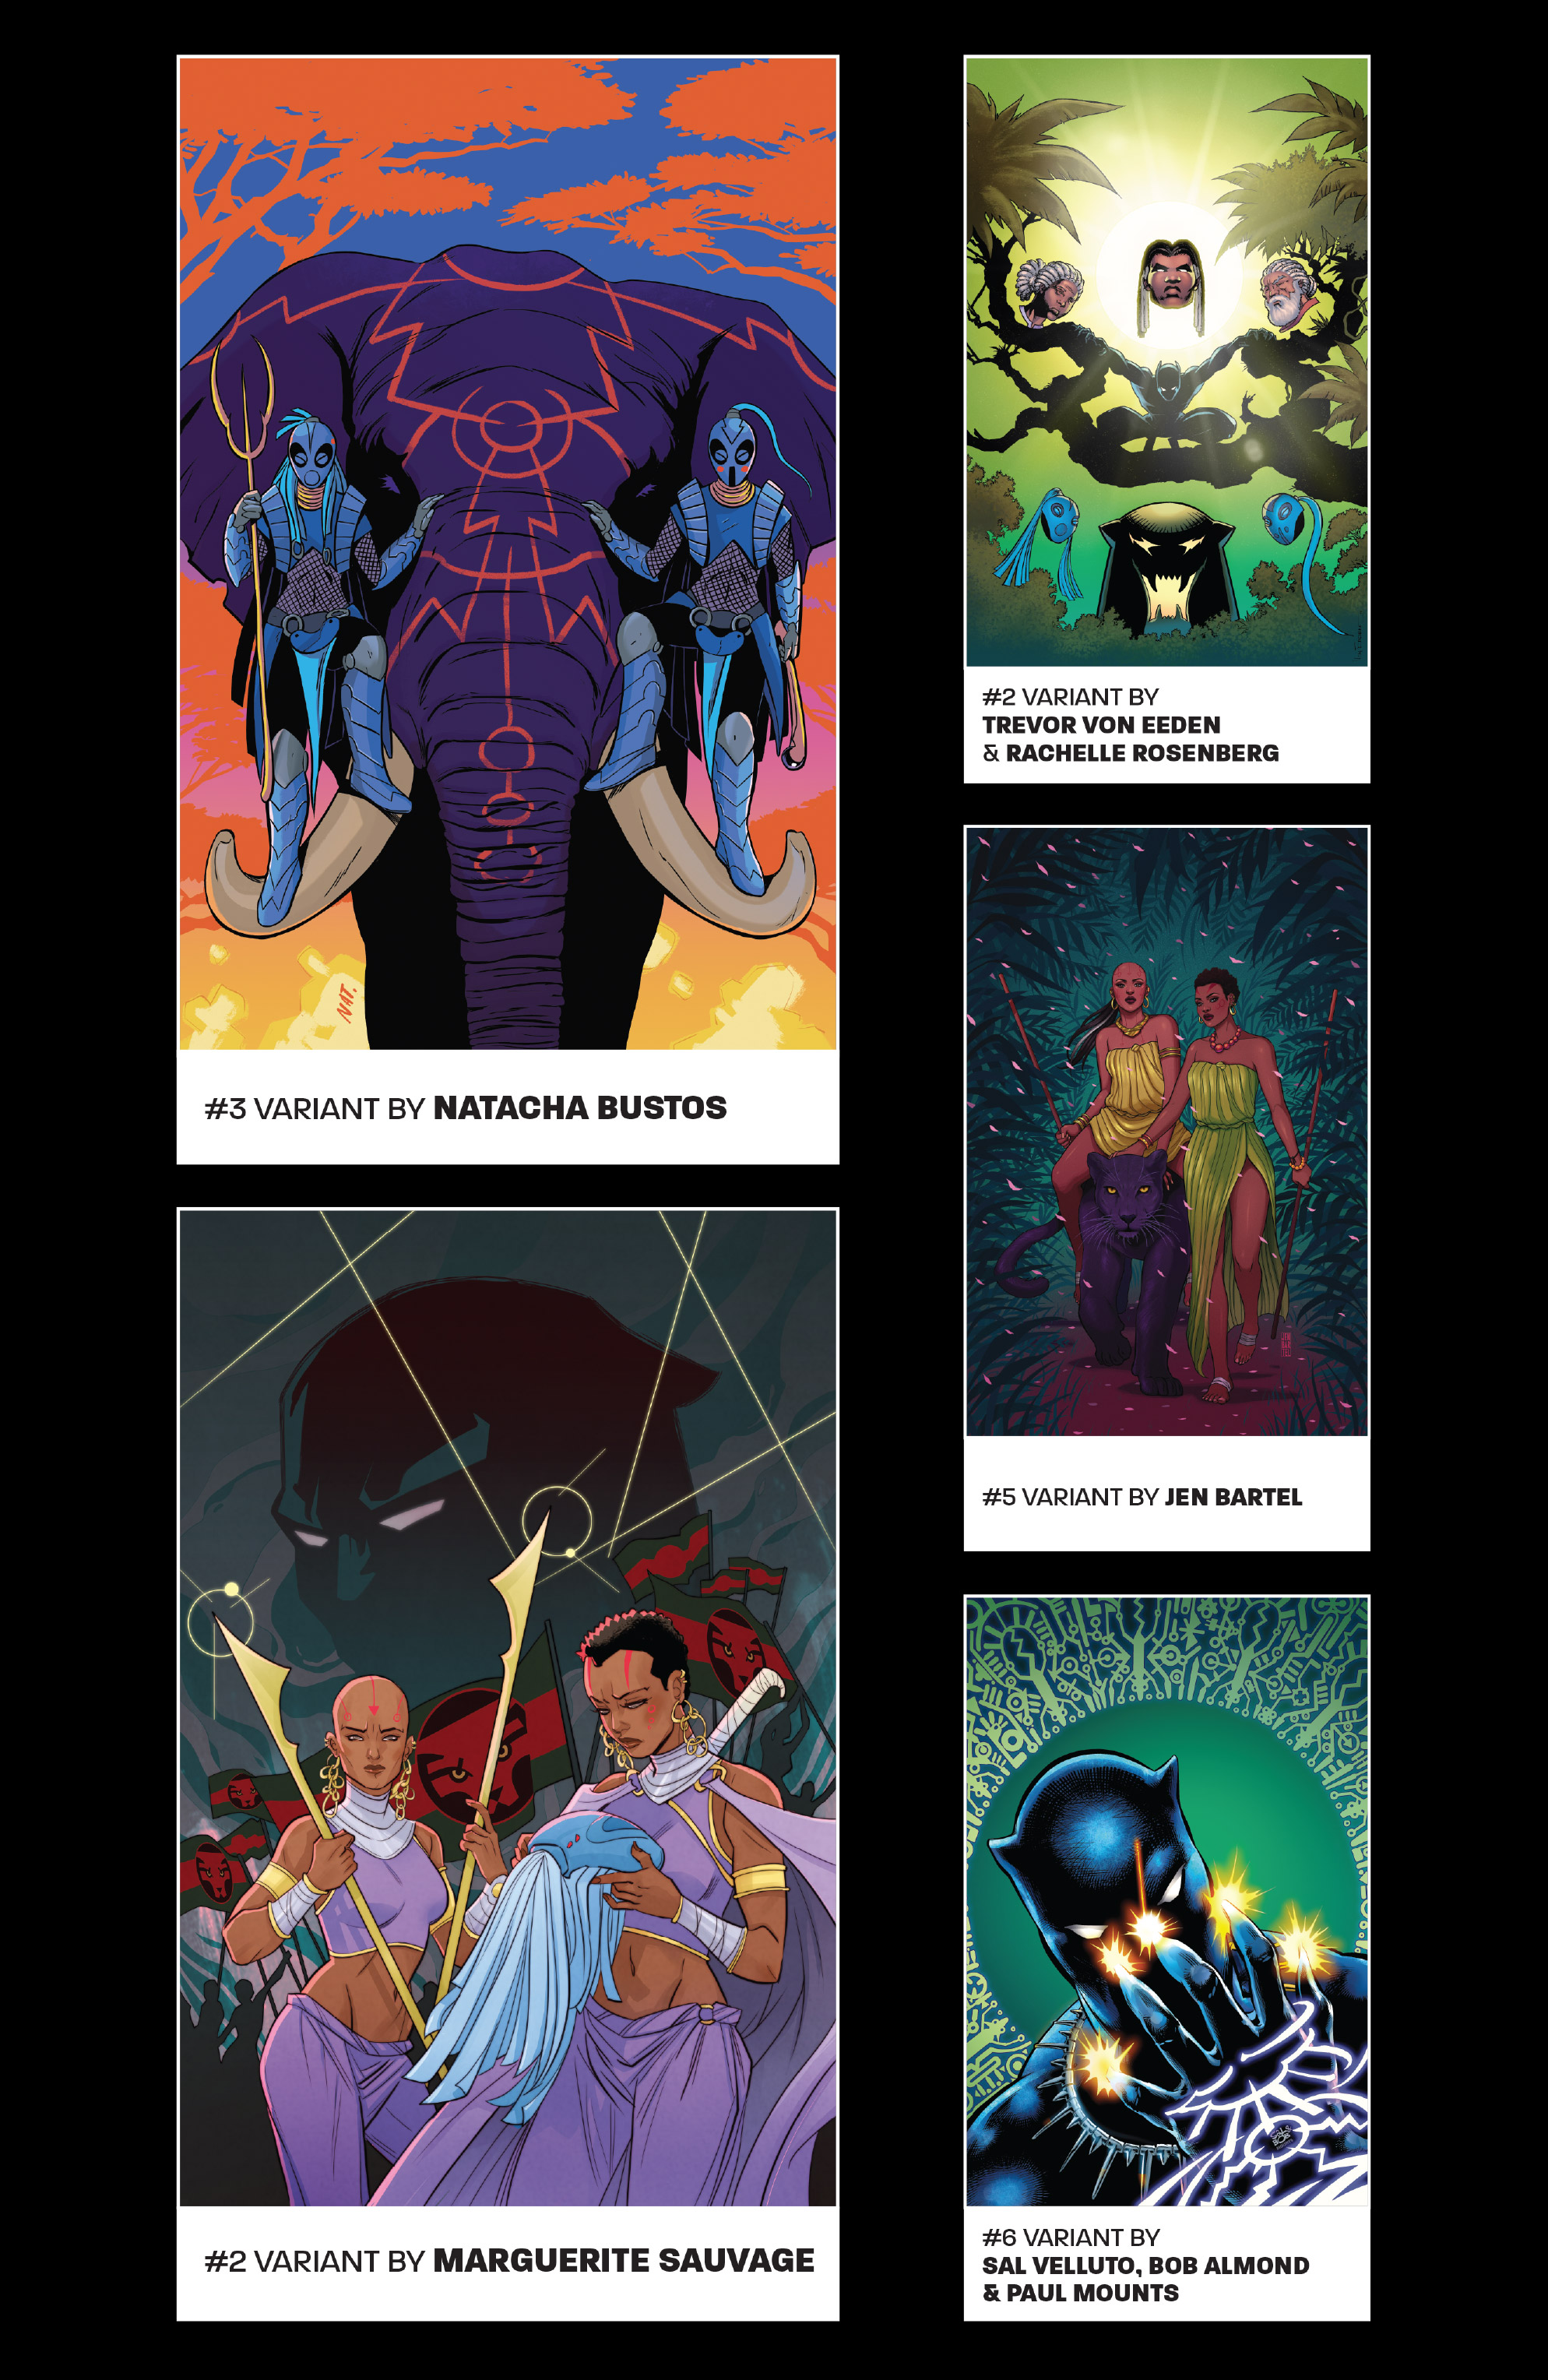 NAT.
#3 VARIANT BY NATACHA BUSTOS
#2 VARIANT BY MARGUERITE SAUVAGE
#2 VARIANT BY
TREVOR VON EEDEN
& RACHELLE ROSENBERG
#5 VARIANT BY JEN BARTEL
#6 VARIANT BY
SAL VELLUTO, BOB ALMOND
& PAUL MOUNTS